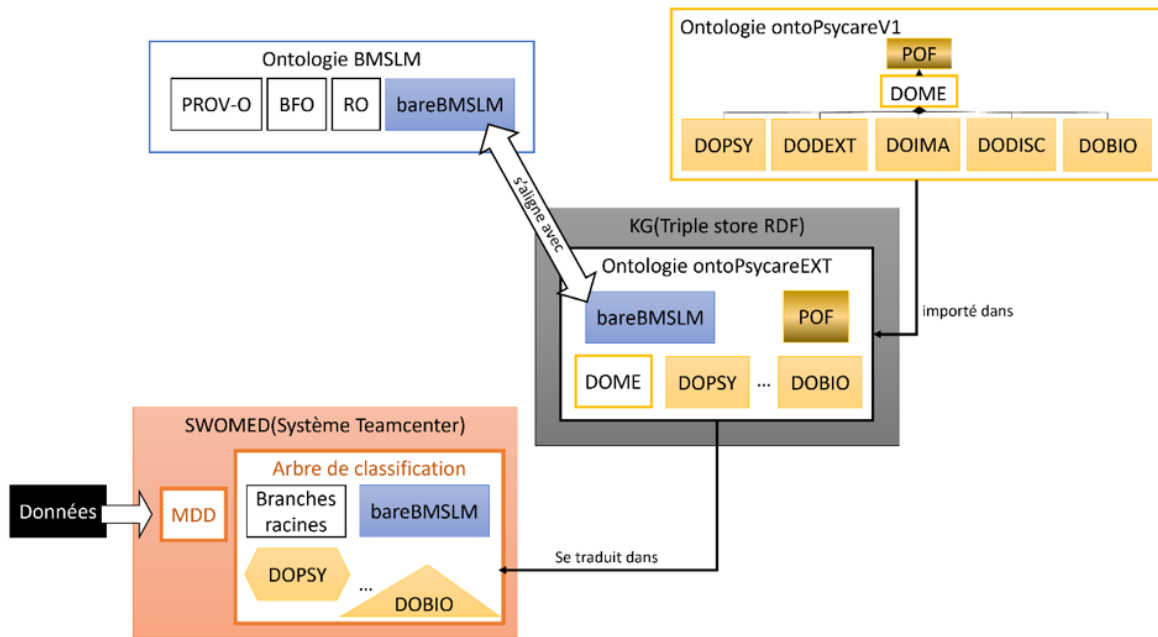 Ontologie BMSLM
PROV-O BFO RO bareBMSLM
Ontologie ontoPsycareV1
POF
DOME
DOPSY DODEXT DOIMA DODISC DOBIO
s'aligne avec
KG(Triple store RDF)
Ontologie ontoPsycareEXT
bareBMSLM POF
DOME DOPSY ... DOBIO
importé dans
SWOMED(Système Teamcenter)
Arbre de classification
Données
MDD
Branches
racines
bareBMSLM
DOPSY ... DOBIO
Se traduit dans